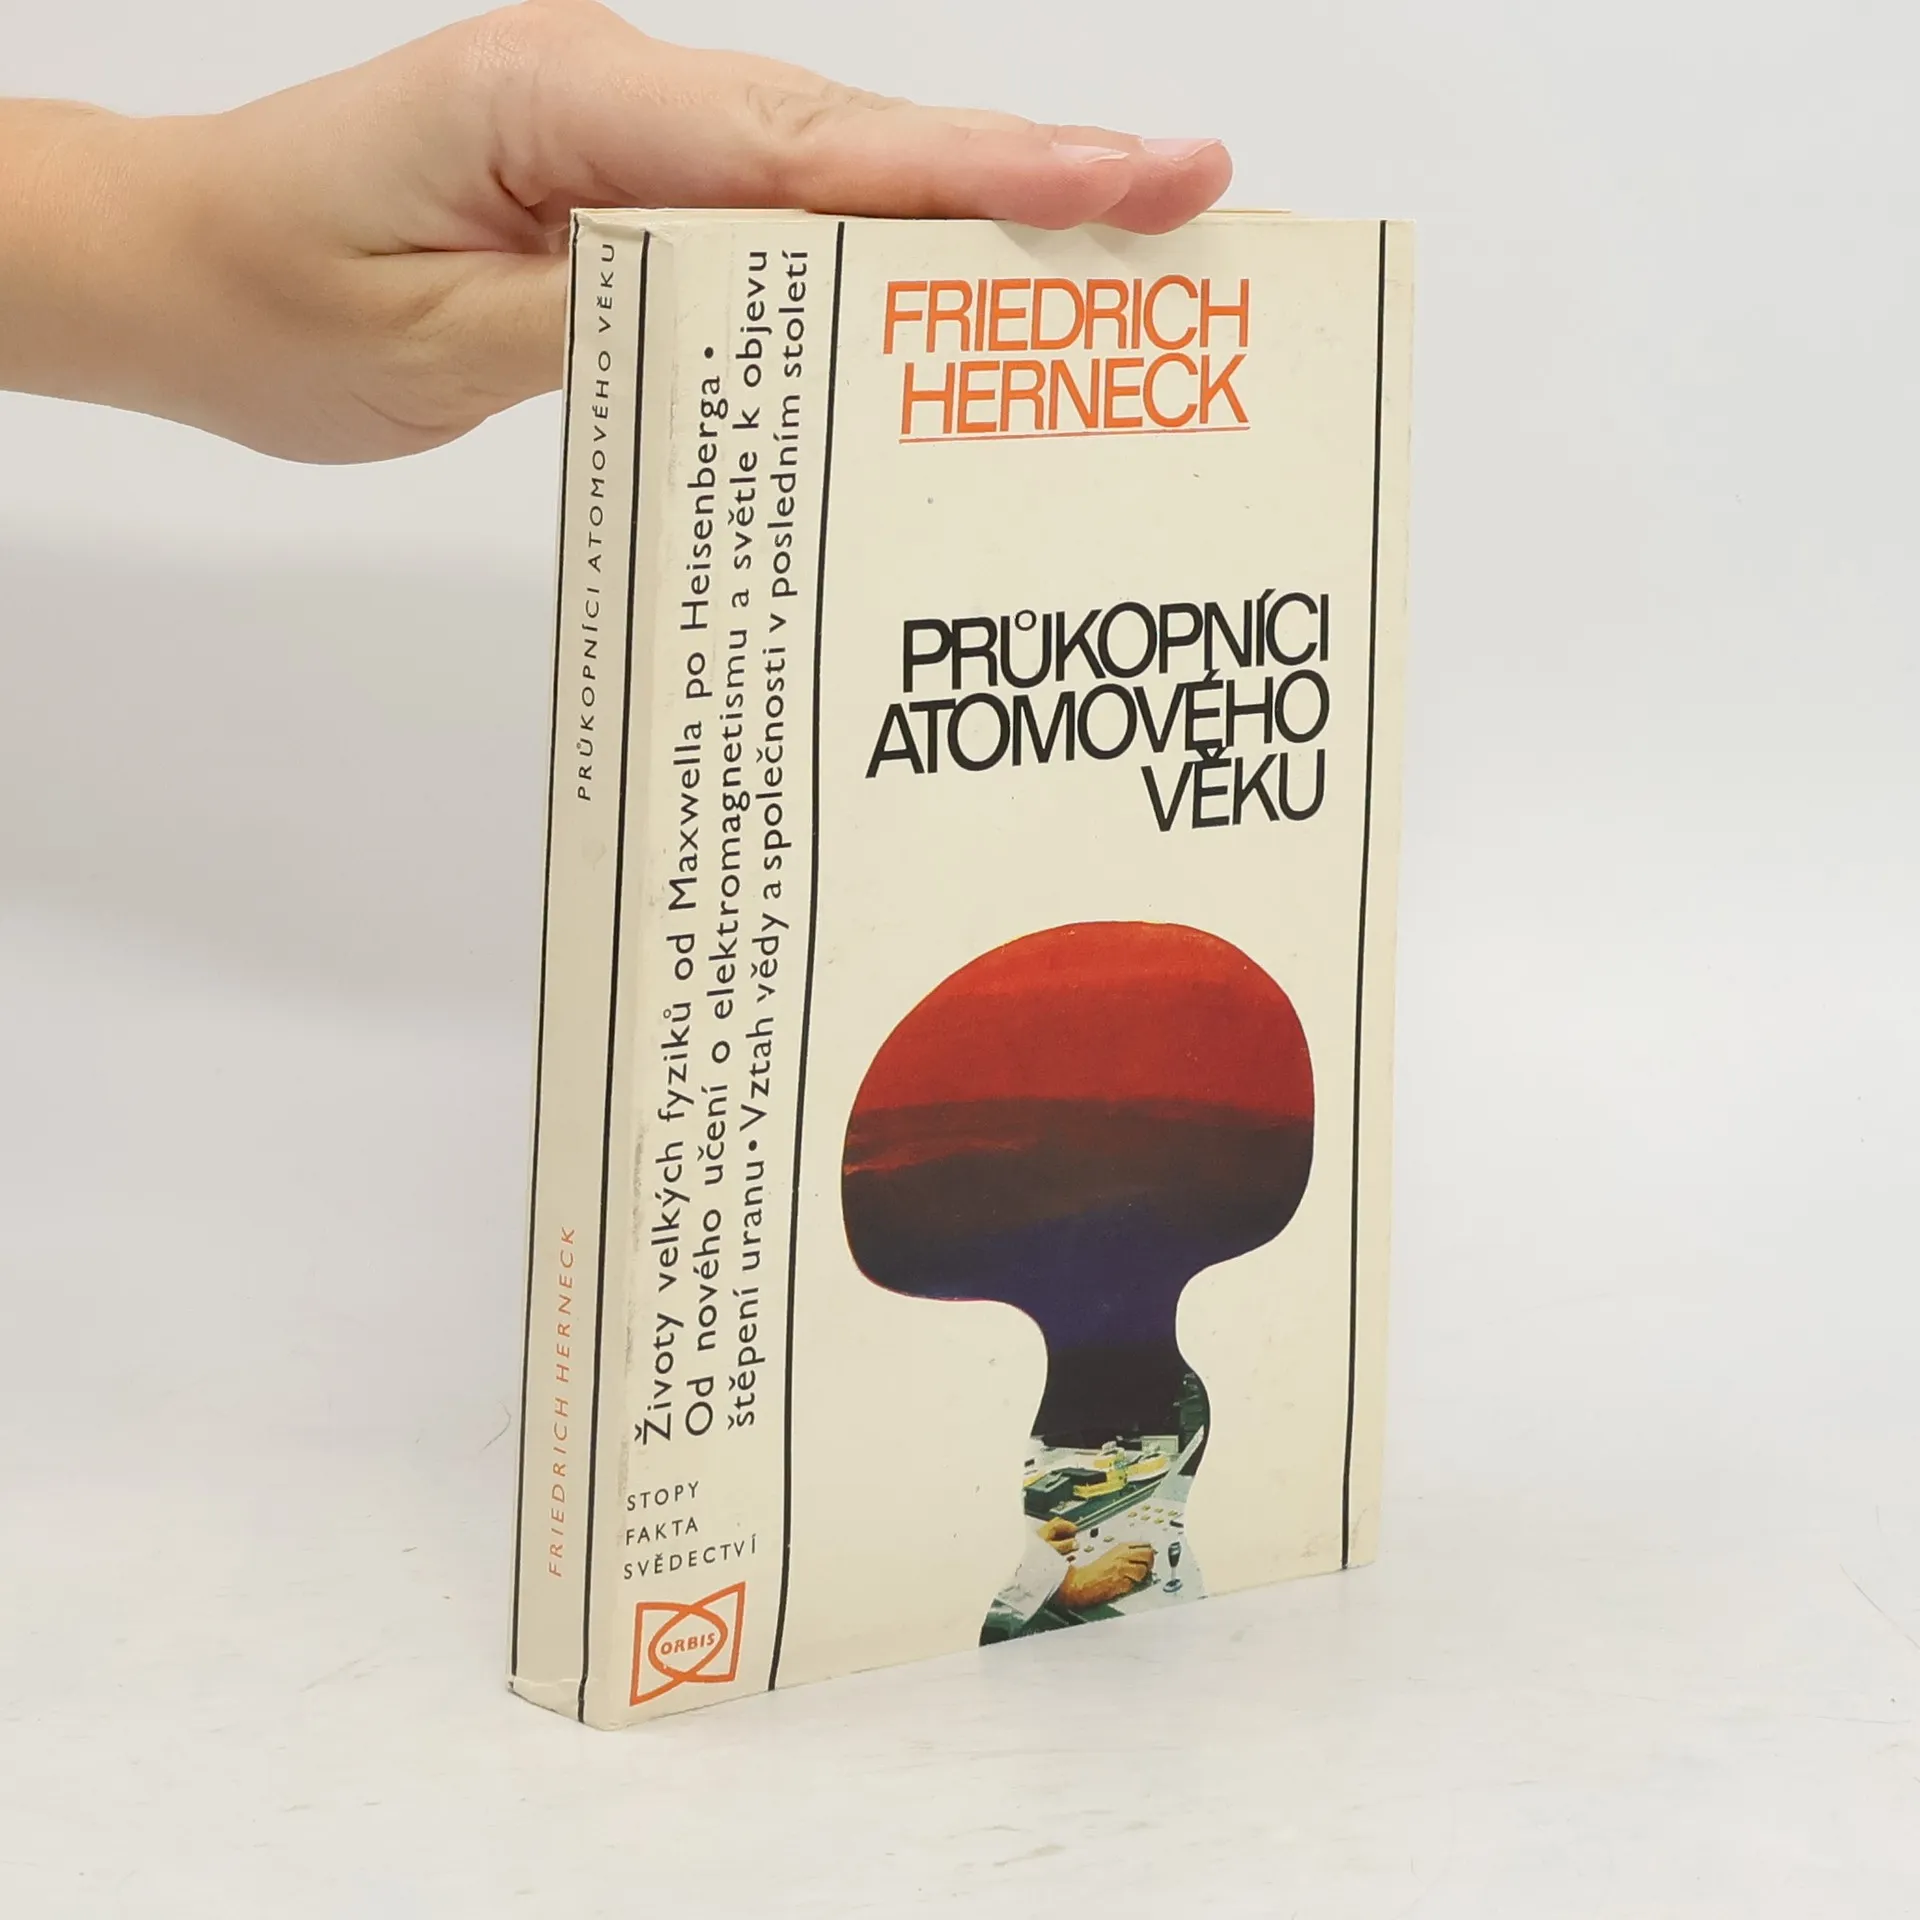 PRŮKOPNÍCI ATOMOVÉHO VĚKU
FRIEDRICH HERNECK
Životy velkých fyziků od Maxwella po Heisenberga •
Od nového učení o elektromagnetismu a světle k objevu
štěpení uranu • Vztah vědy a společnosti v posledním století
STOPY
FAKTA
SVĚDECTVÍ
ORBIS
FRIEDRICH
HERNECK
PRŮKOPNÍCI
ATOMOVÉHO
VĚKU